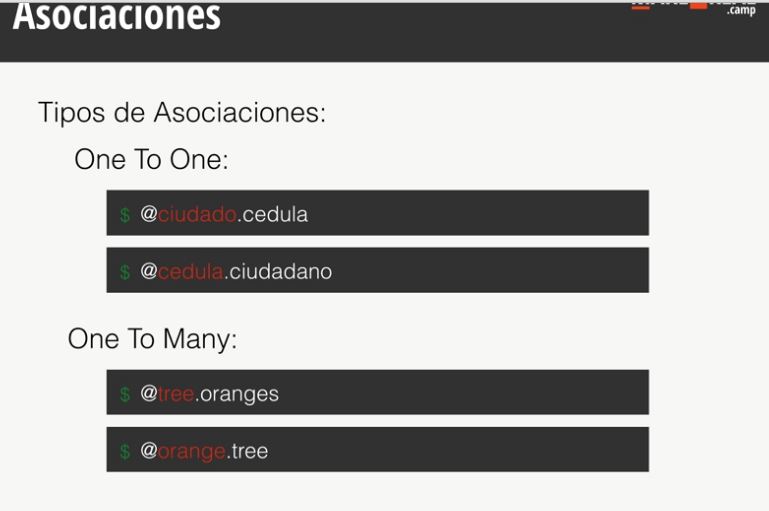 Asociaciones
.camp
Tipos de Asociaciones:
One To One:
$ @ciudado.cedula
$ @cedula.ciudadano
One To Many:
$ @tree.oranges
$ @orange.tree